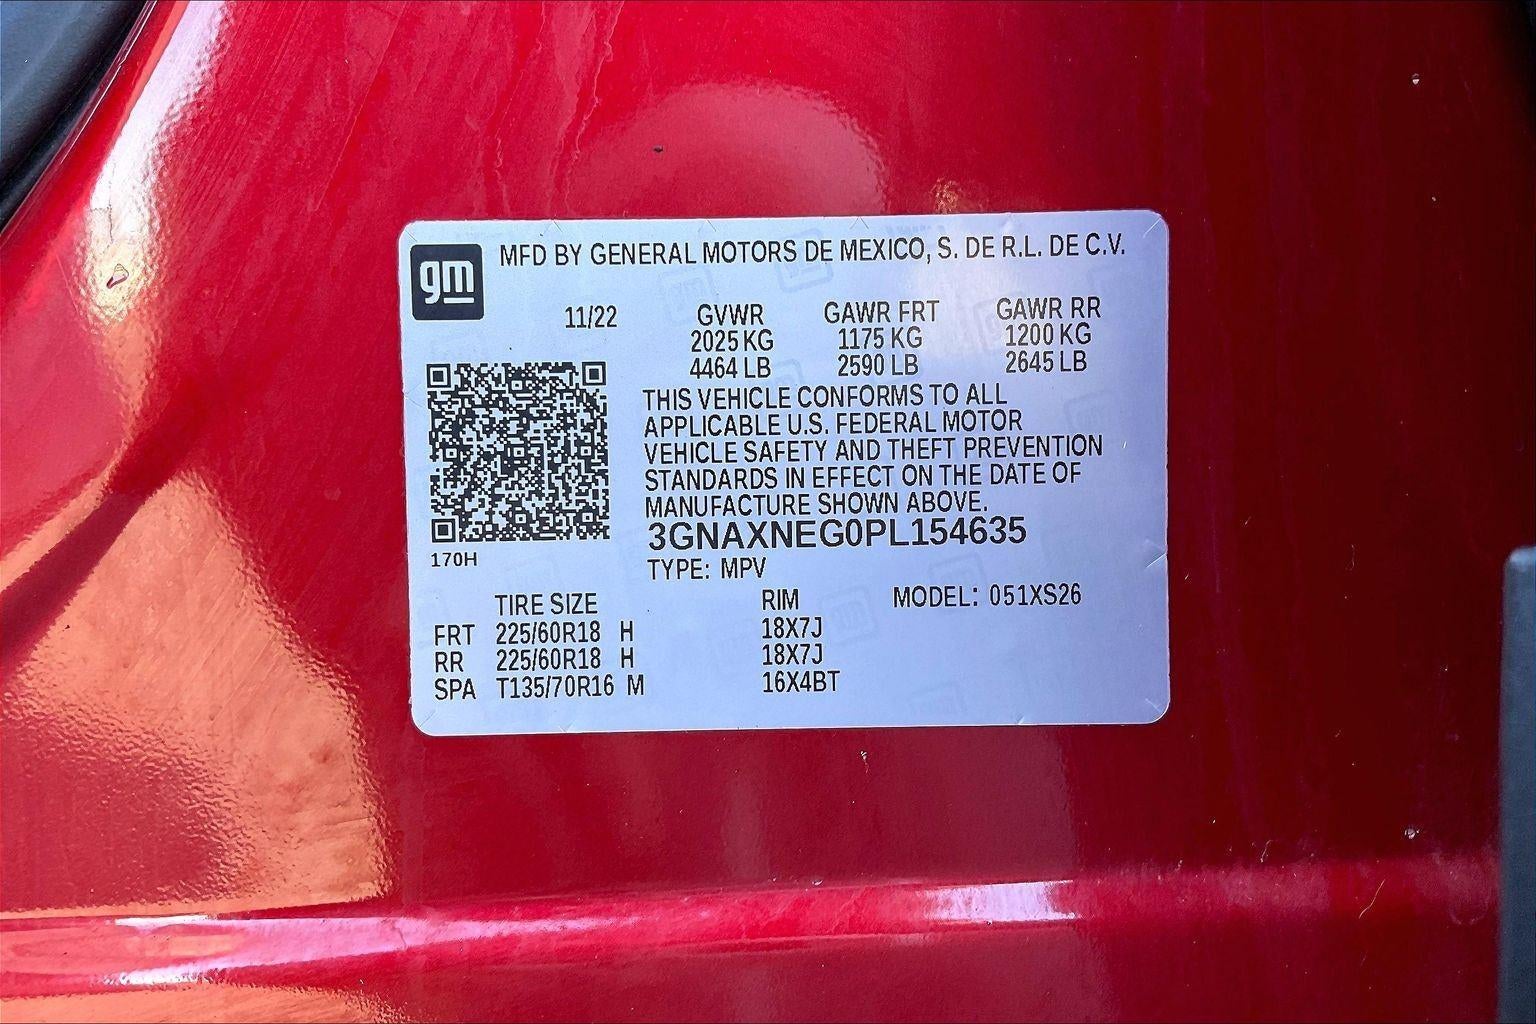 gm
MFD BY GENERAL MOTORS DE MEXICO, S. DE R.L. DE C.V.
11/22 GVWR GAWR FRT GAWR RR
2025 KG 1175 KG 1200 KG
4464 LB 2590 LB 2645 LB
THIS VEHICLE CONFORMS TO ALL
APPLICABLE U.S. FEDERAL MOTOR
VEHICLE SAFETY AND THEFT PREVENTION
STANDARDS IN EFFECT ON THE DATE OF
MANUFACTURE SHOWN ABOVE.
3GNAXNEG0PL154635
170H
TYPE: MPV
TIRE SIZE RIM MODEL: 051XS26
FRT 225/60R18 H 18X7J
RR 225/60R18 H 18X7J
SPA T135/70R16 M 16X4BT